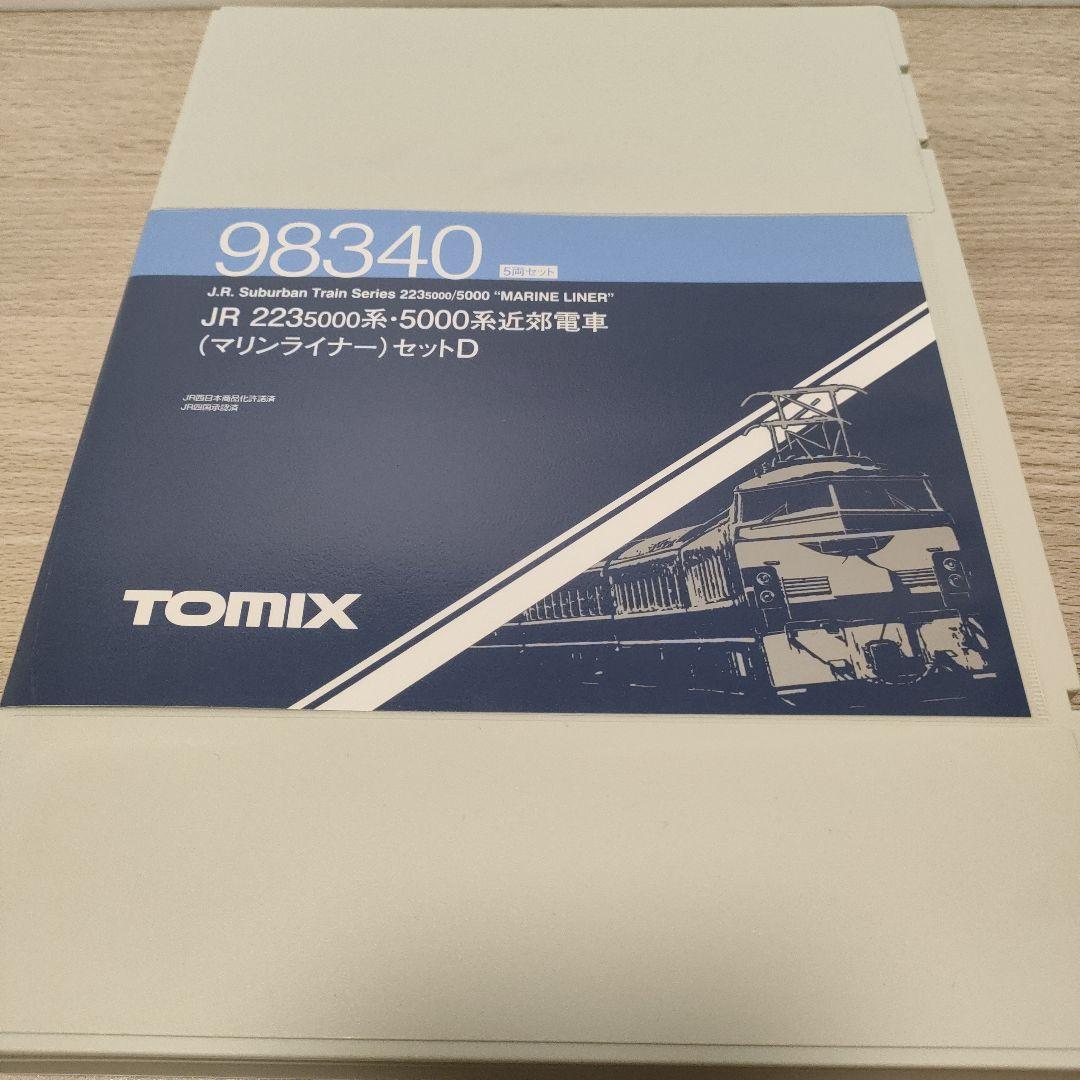 98340
5両セット
J.R. Suburban Train Series 2235000/5000 "MARINE LINER"
JR 2235000系・5000系近郊電車
(マリンライナー)セットD
JR西日本商品化許諾済
JR四国承認済
TOMIX